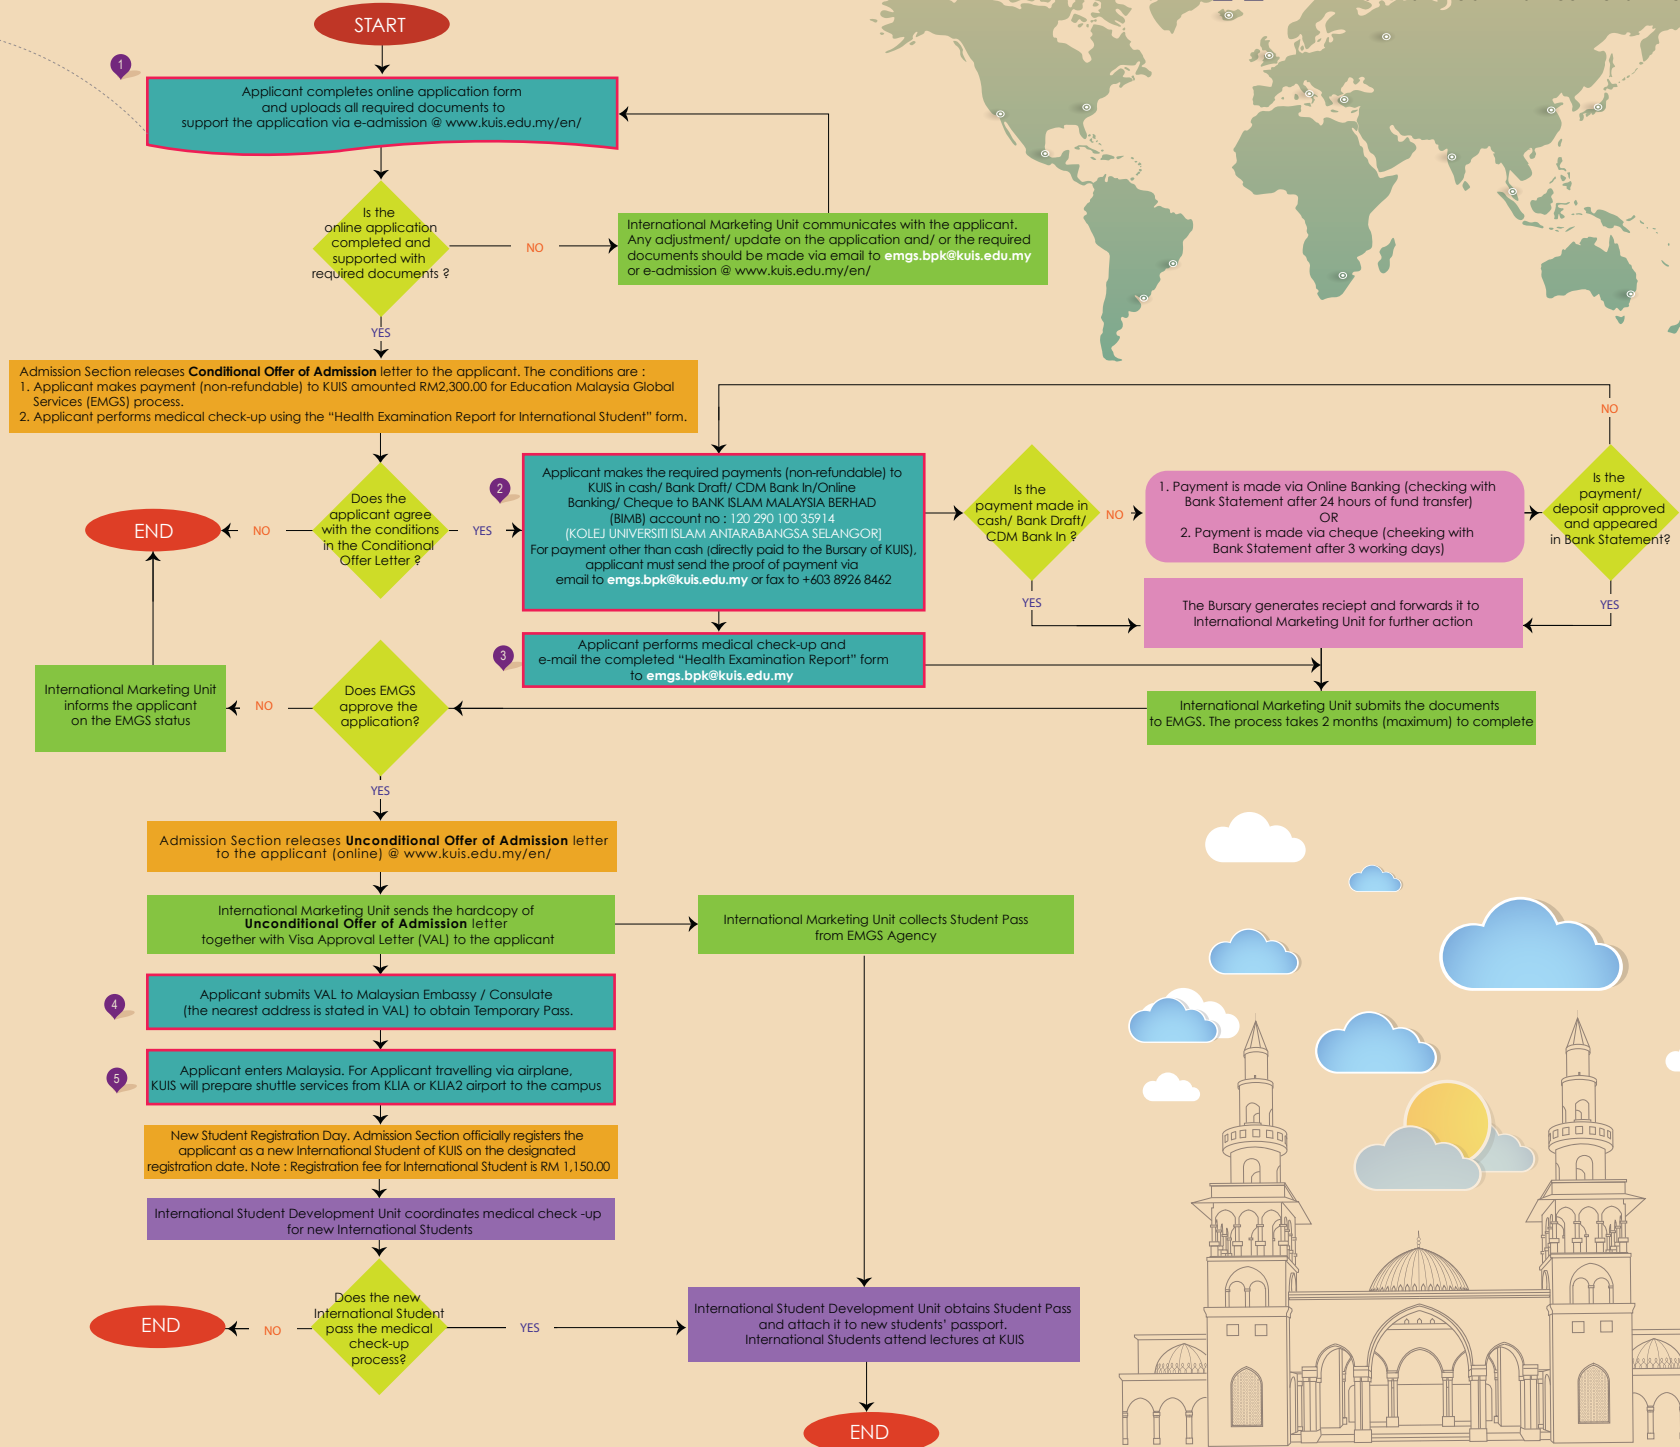 START
1
Applicant completes online application form
and uploads all required documents to
support the application via e-admission @ www.kuis.edu.my/en/
Is the
online application
completed and
supported with
required documents ?
NO
International Marketing Unit communicates with the applicant.
Any adjustment/ update on the application and/ or the required
documents should be made via email to emgs.bpk@kuis.edu.my
or e-admission @ www.kuis.edu.my/en/
YES
Admission Section releases Conditional Offer of Admission letter to the applicant. The conditions are :
1. Applicant makes payment (non-refundable) to KUIS amounted RM2,300.00 for Education Malaysia Global
Services (EMGS) process.
2. Applicant performs medical check-up using the “Health Examination Report for International Student” form.
Does the
applicant agree
with the conditions
in the Conditional
Offer Letter ?
NO
END
YES
2
Applicant makes the required payments (non-refundable) to
KUIS in cash/ Bank Draft/ CDM Bank In/Online
Banking/ Cheque to BANK ISLAM MALAYSIA BERHAD
(BIMB) account no : 120 290 100 35914
(KOLEJ UNIVERSITI ISLAM ANTARABANGSA SELANGOR]
For payment other than cash (directly paid to the Bursary of KUIS),
applicant must send the proof of payment via
email to emgs.bpk@kuis.edu.my or fax to +603 8926 8462
Is the
payment made in
cash/ Bank Draft/
CDM Bank In ?
NO
1. Payment is made via Online Banking (checking with
Bank Statement after 24 hours of fund transfer)
OR
2. Payment is made via cheque (cheeking with
Bank Statement after 3 working days)
Is the
payment/
deposit approved
and appeared
in Bank Statement?
NO
YES
YES
The Bursary generates reciept and forwards it to
International Marketing Unit for further action
3
Applicant performs medical check-up and
e-mail the completed “Health Examination Report” form
to emgs.bpk@kuis.edu.my
International Marketing Unit submits the documents
to EMGS. The process takes 2 months (maximum) to complete
Does EMGS
approve the
application?
NO
International Marketing Unit
informs the applicant
on the EMGS status
YES
Admission Section releases Unconditional Offer of Admission letter
to the applicant (online) @ www.kuis.edu.my/en/
International Marketing Unit sends the hardcopy of
Unconditional Offer of Admission letter
together with Visa Approval Letter (VAL) to the applicant
International Marketing Unit collects Student Pass
from EMGS Agency
4
Applicant submits VAL to Malaysian Embassy / Consulate
(the nearest address is stated in VAL) to obtain Temporary Pass.
5
Applicant enters Malaysia. For Applicant travelling via airplane,
KUIS will prepare shuttle services from KLIA or KLIA2 airport to the campus
New Student Registration Day. Admission Section officially registers the
applicant as a new International Student of KUIS on the designated
registration date. Note : Registration fee for International Student is RM 1,150.00
International Student Development Unit coordinates medical check -up
for new International Students
Does the new
International Student
pass the medical
check-up
process?
NO
END
YES
International Student Development Unit obtains Student Pass
and attach it to new students’ passport.
International Students attend lectures at KUIS
END